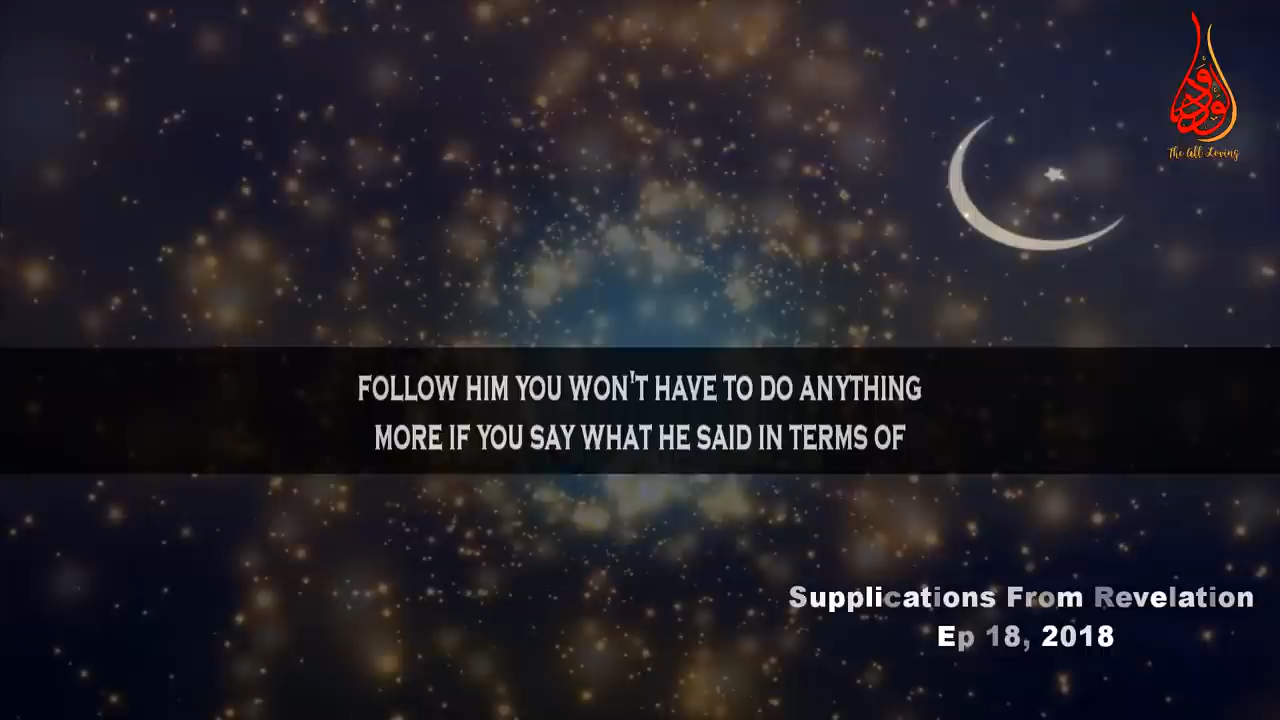 The All Loving
FOLLOW HIM YOU WON'T HAVE TO DO ANYTHING
MORE IF YOU SAY WHAT HE SAID IN TERMS OF
Supplications From Revelation
Ep 18, 2018